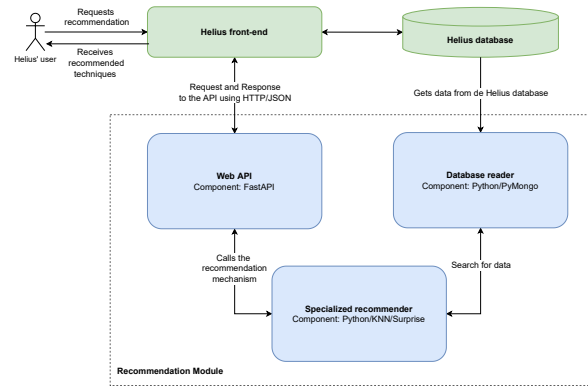 Requests
recommendation
Helius front-end
Helius database
Receives
recommended
techniques
Helius' user
Request and Response
to the API using HTTP/JSON
Gets data from de Helius database
Web API
Component: FastAPI
Database reader
Component: Python/PyMongo
Calls the
recommendation
mechanism
Search for data
Specialized recommender
Component: Python/KNN/Surprise
Recommendation Module